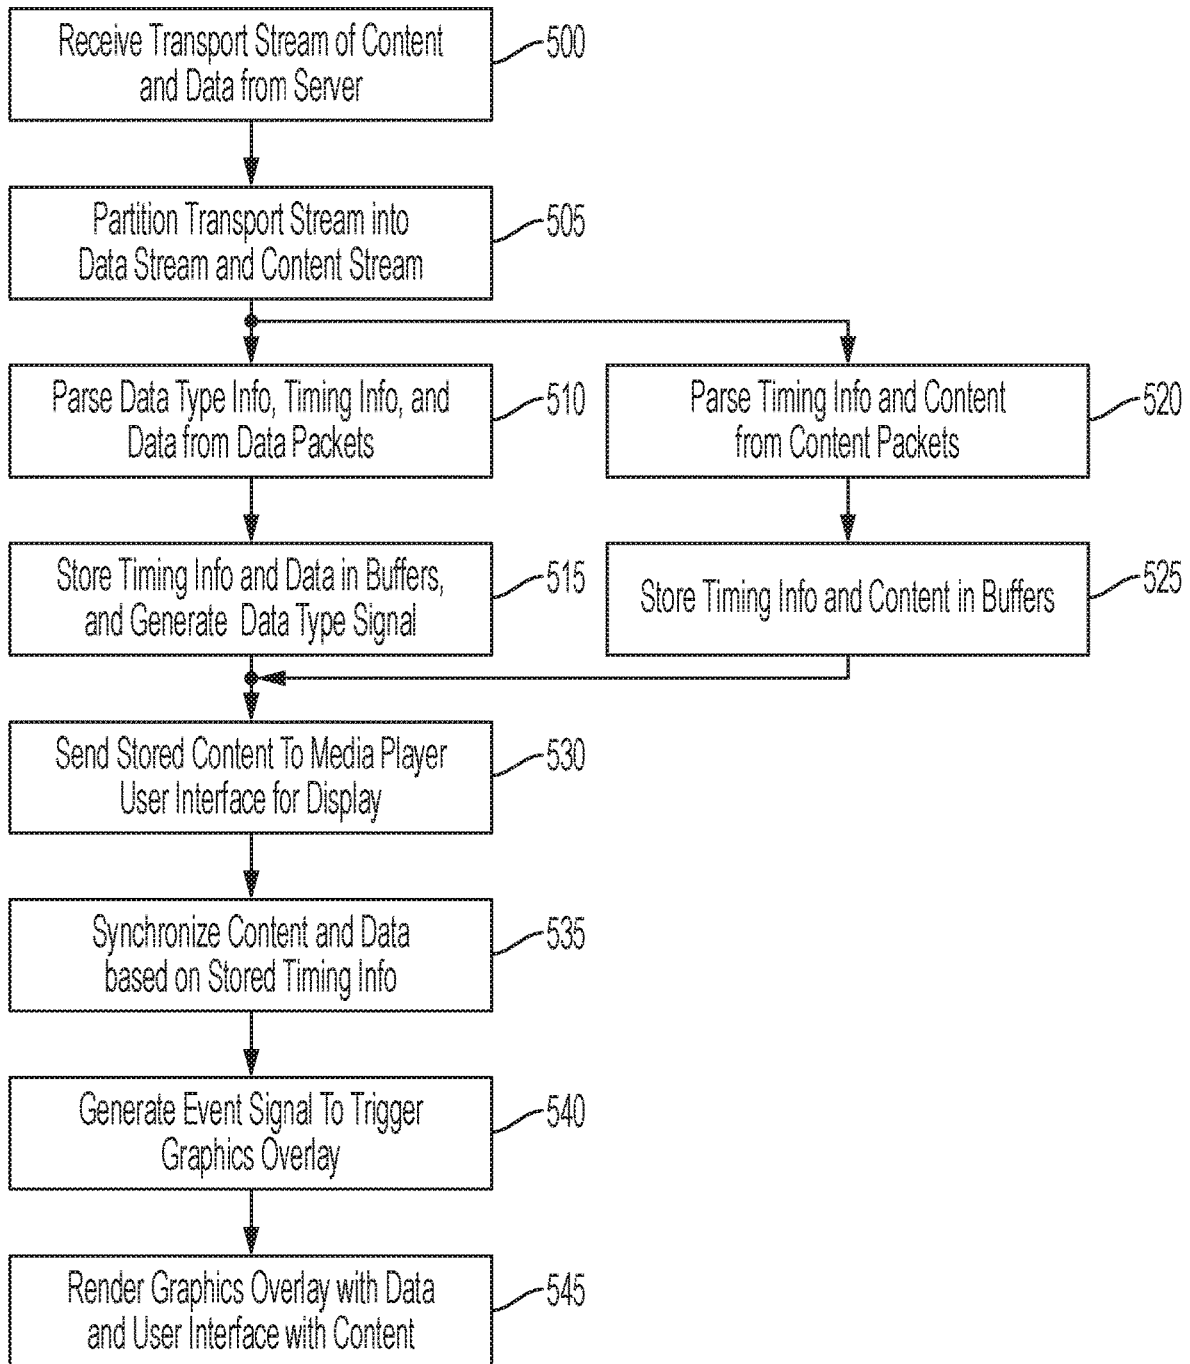 Receive Transport Stream of Content
and Data from Server
500
Partition Transport Stream into
Data Stream and Content Stream
505
Parse Data Type Info, Timing Info, and
Data from Data Packets
510
Parse Timing Info and Content
from Content Packets
520
Store Timing Info and Data in Buffers,
and Generate Data Type Signal
515
Store Timing Info and Content in Buffers
525
Send Stored Content To Media Player
User Interface for Display
530
Synchronize Content and Data
based on Stored Timing Info
535
Generate Event Signal To Trigger
Graphics Overlay
540
Render Graphics Overlay with Data
and User Interface with Content
545